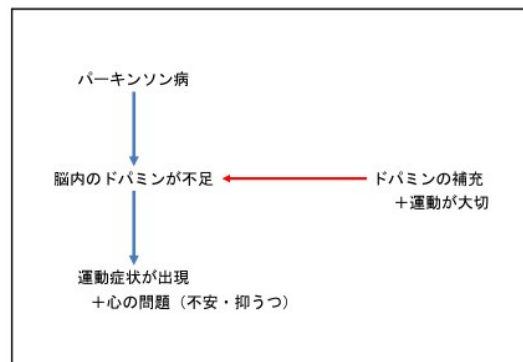 パーキンソン病
脳内のドパミンが不足
ドパミンの補充
＋運動が大切
運動症状が出現
＋心の問題（不安・抑うつ）